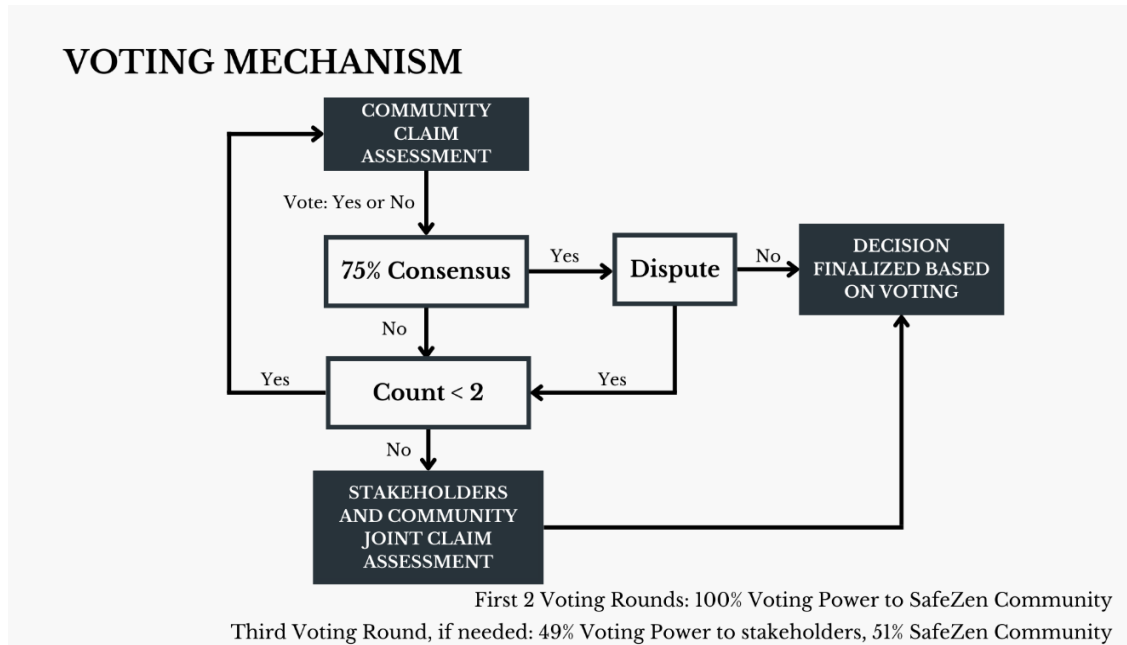 VOTING MECHANISM
COMMUNITY
CLAIM
ASSESSMENT
Vote: Yes or No
75% Consensus
Yes
Dispute
No
DECISION
FINALIZED BASED
ON VOTING
No
Yes
Count < 2
Yes
No
STAKEHOLDERS
AND COMMUNITY
JOINT CLAIM
ASSESSMENT
First 2 Voting Rounds: 100% Voting Power to SafeZen Community
Third Voting Round, if needed: 49% Voting Power to stakeholders, 51% SafeZen Community